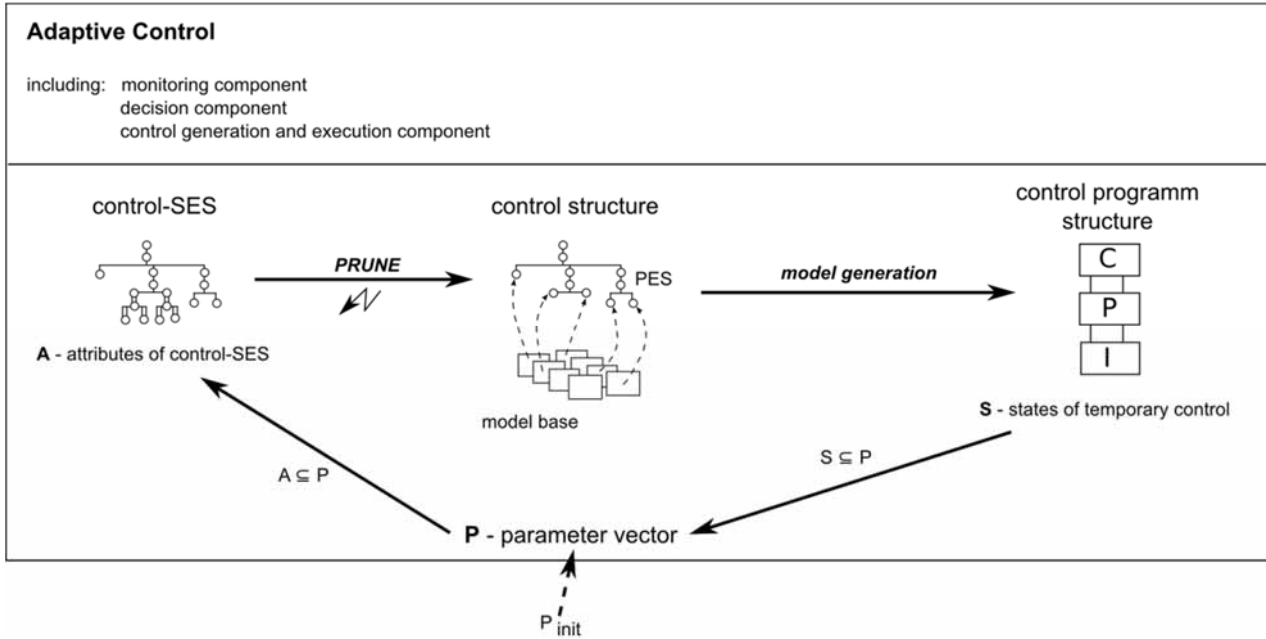 Adaptive Control
including: monitoring component
decision component
control generation and execution component
control-SES
control structure
control programm
structure
PRUNE
PES
model generation
C
P
I
A - attributes of control-SES
model base
S - states of temporary control
A ⊆ P
S ⊆ P
P - parameter vector
P init